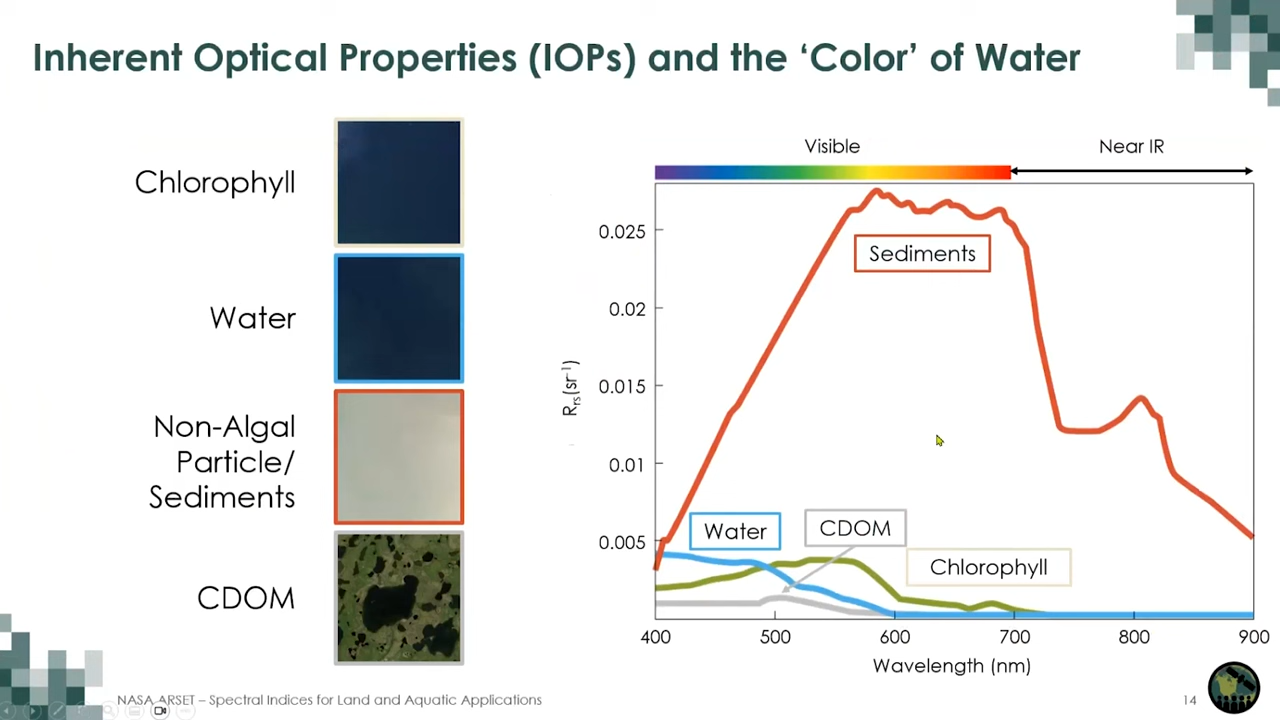 Inherent Optical Properties (IOPs) and the ‘Color’ of Water
Chlorophyll
Water
Non-Algal
Particle/
Sediments
CDOM
Visible
Near IR
0.025
0.02
0.015
0.01
0.005
Rrs(sr-1)
Sediments
Water
CDOM
Chlorophyll
400
500
600
700
800
900
Wavelength (nm)
NASA ARSET – Spectral Indices for Land and Aquatic Applications
14